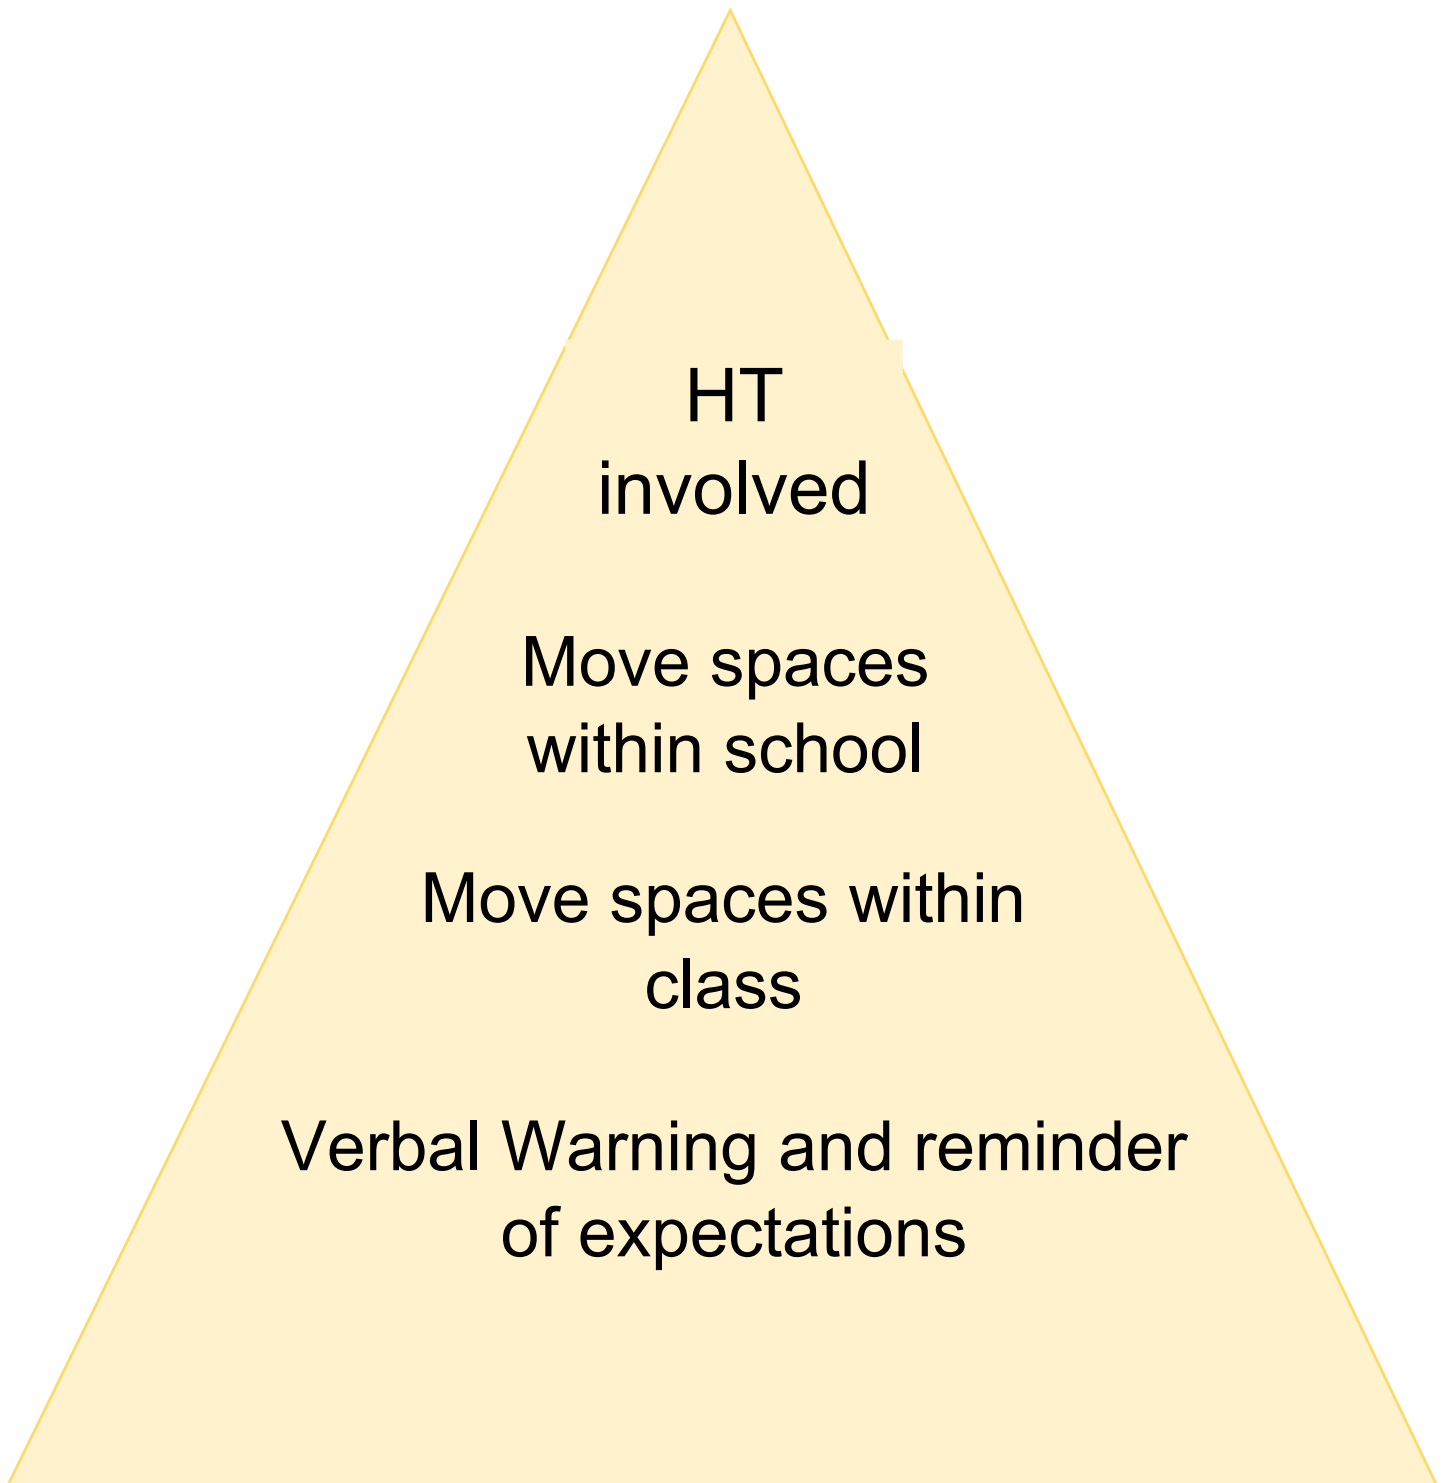 HT
involved
Move spaces
within school
Move spaces within
class
Verbal Warning and reminder
of expectations